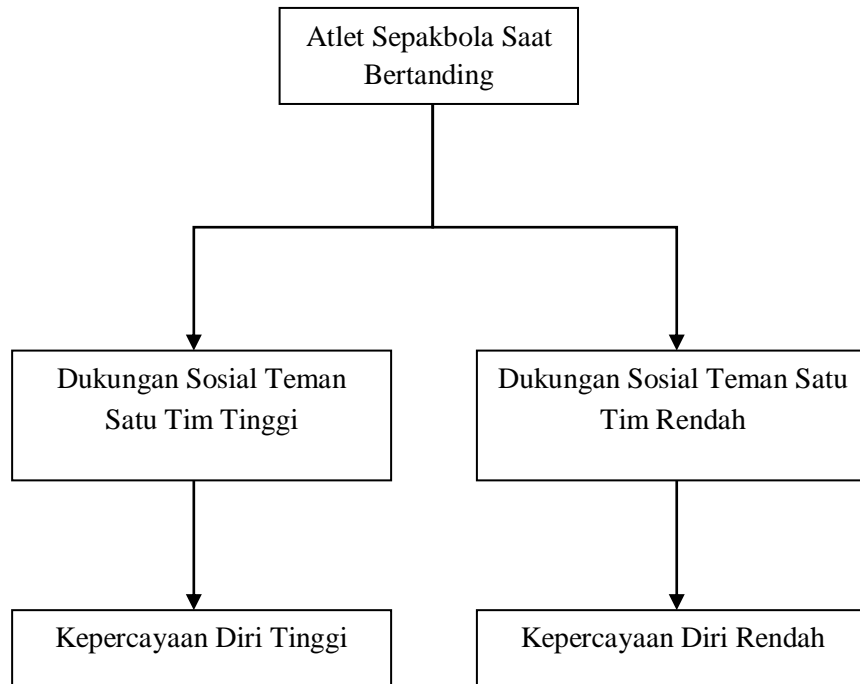 Atlet Sepakbola Saat
Bertanding
Dukungan Sosial Teman
Satu Tim Tinggi
Dukungan Sosial Teman Satu
Tim Rendah
Kepercayaan Diri Tinggi
Kepercayaan Diri Rendah